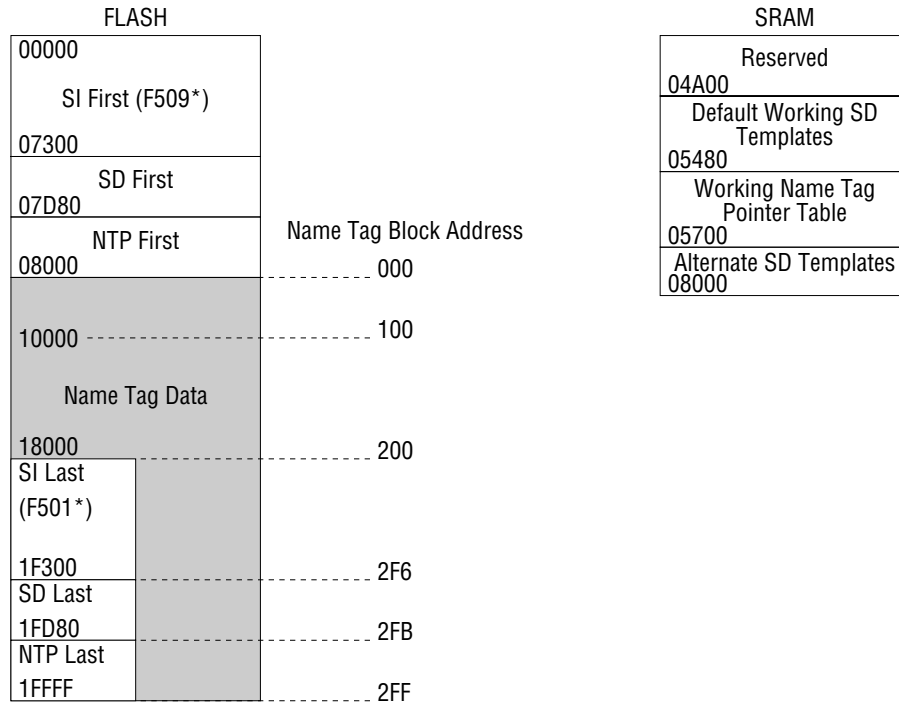 FLASH
00000
SI First (F509*)
07300
SD First
07D80
NTP First
08000
10000
Name Tag Data
18000
SI Last
(F501*)
1F300
SD Last
1FD80
NTP Last
1FFFF
Name Tag Block Address
000
100
200
2F6
2FB
2FF
SRAM
Reserved
04A00
Default Working SD
Templates
05480
Working Name Tag
Pointer Table
05700
Alternate SD Templates
08000